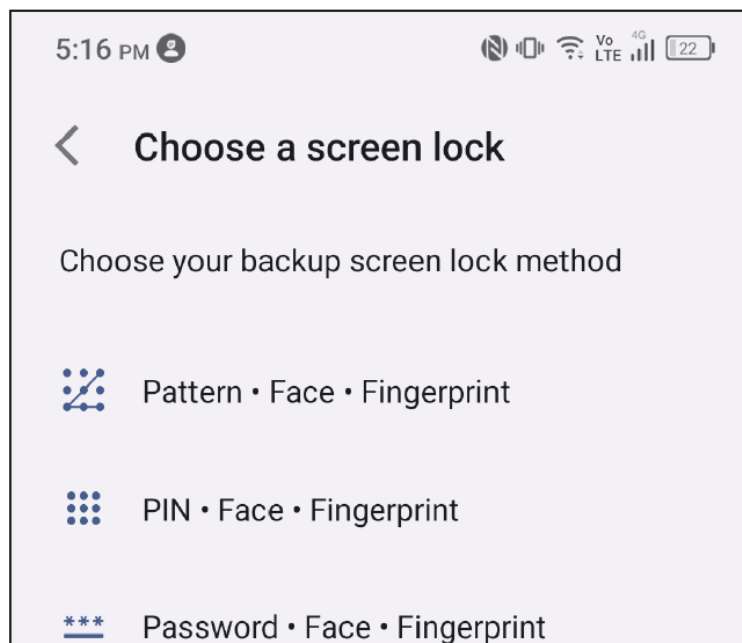 5:16 PM Vo LTE 4G 22
Choose a screen lock
Choose your backup screen lock method
Pattern • Face • Fingerprint
PIN • Face • Fingerprint
*** Password • Face • Fingerprint